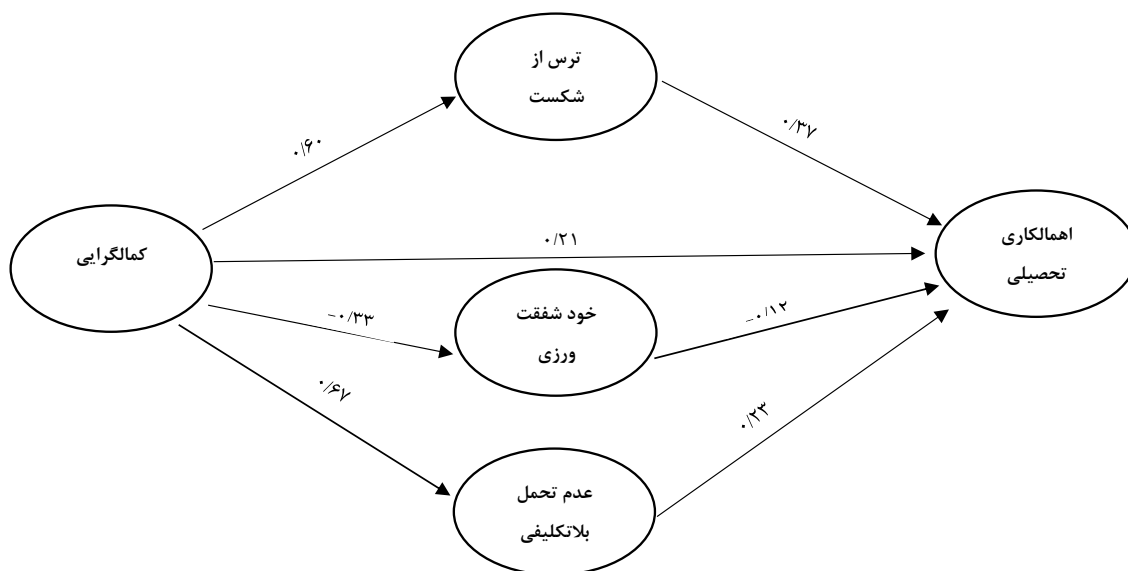 ترس از
شکست
۰/۶۰
۰/۳۷
کمالگرایی
۰/۲۱
اهمالکاری
تحصیلی
-۰/۳۳
خود شفقت
ورزی
-۰/۱۲
۰/۶۷
۰/۲۳
عدم تحمل
بلاتکلیفی